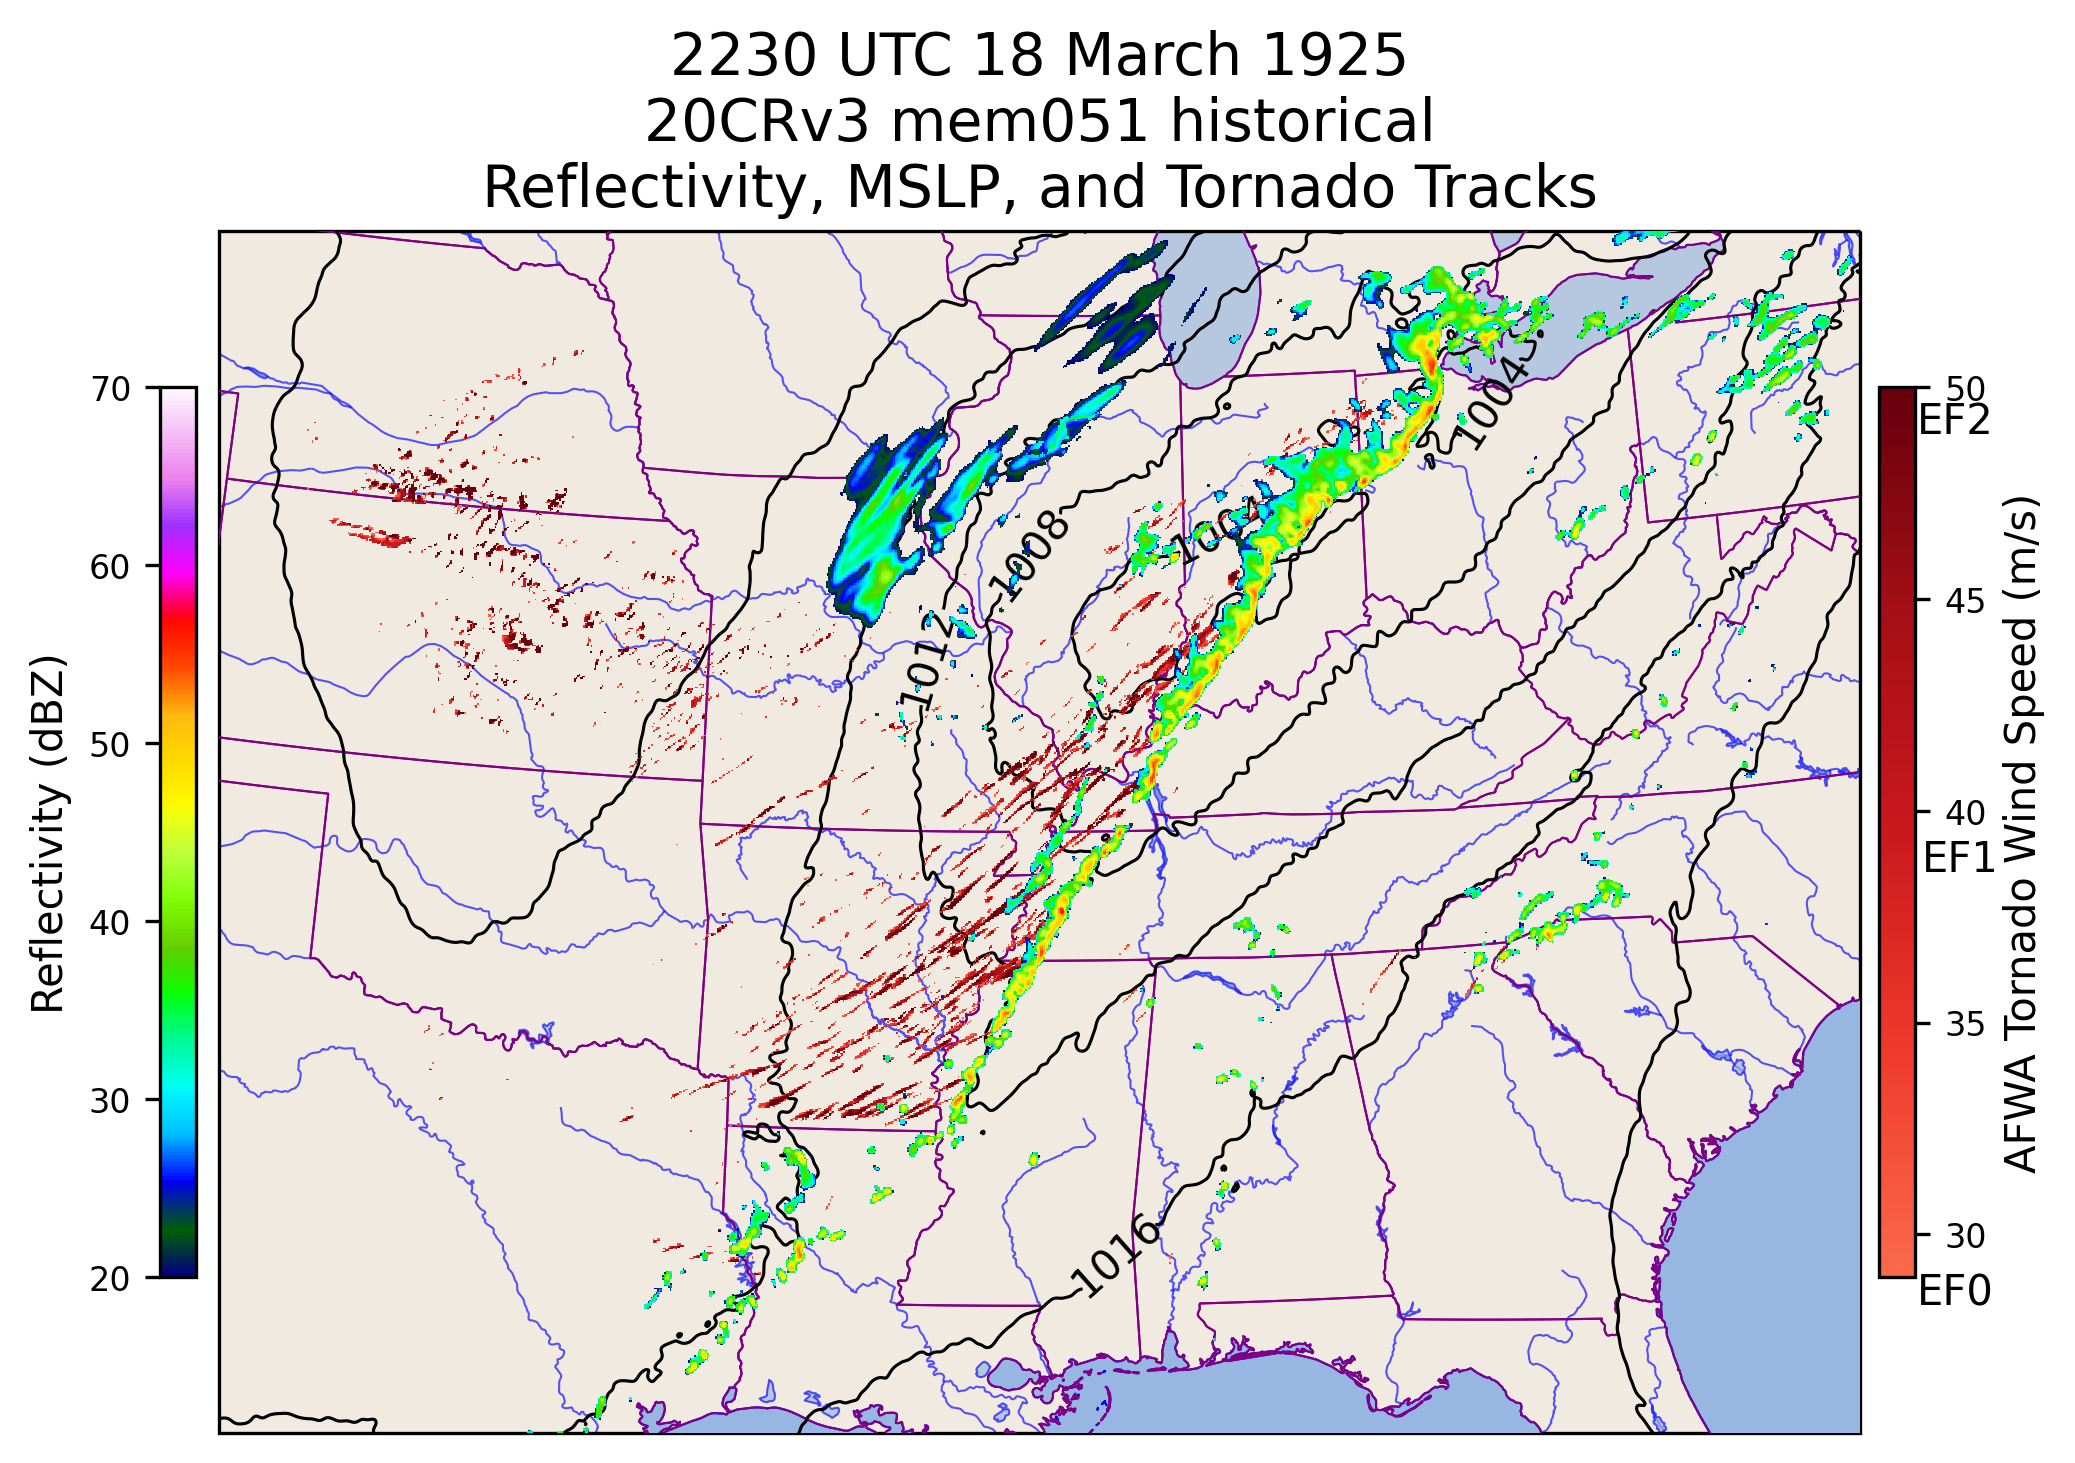 2230 UTC 18 March 1925
20CRv3 mem051 historical
Reflectivity, MSLP, and Tornado Tracks
Reflectivity (dBZ)
70
60
50
40
30
20
1004
1004
1008
1012
1016
50
EF2
45
40
EF1
35
30
EF0
AFWA Tornado Wind Speed (m/s)